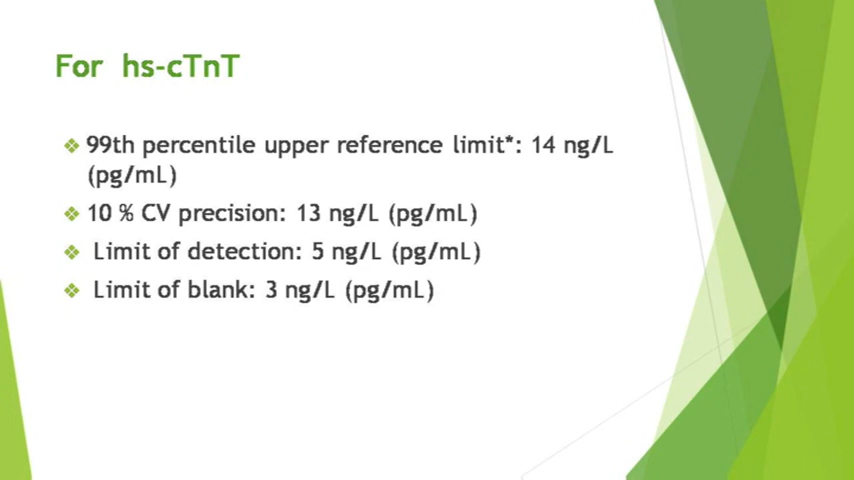 For hs-cTnT
❖ 99th percentile upper reference limit*: 14 ng/L
(pg/mL)
❖ 10 % CV precision: 13 ng/L (pg/mL)
❖ Limit of detection: 5 ng/L (pg/mL)
❖ Limit of blank: 3 ng/L (pg/mL)